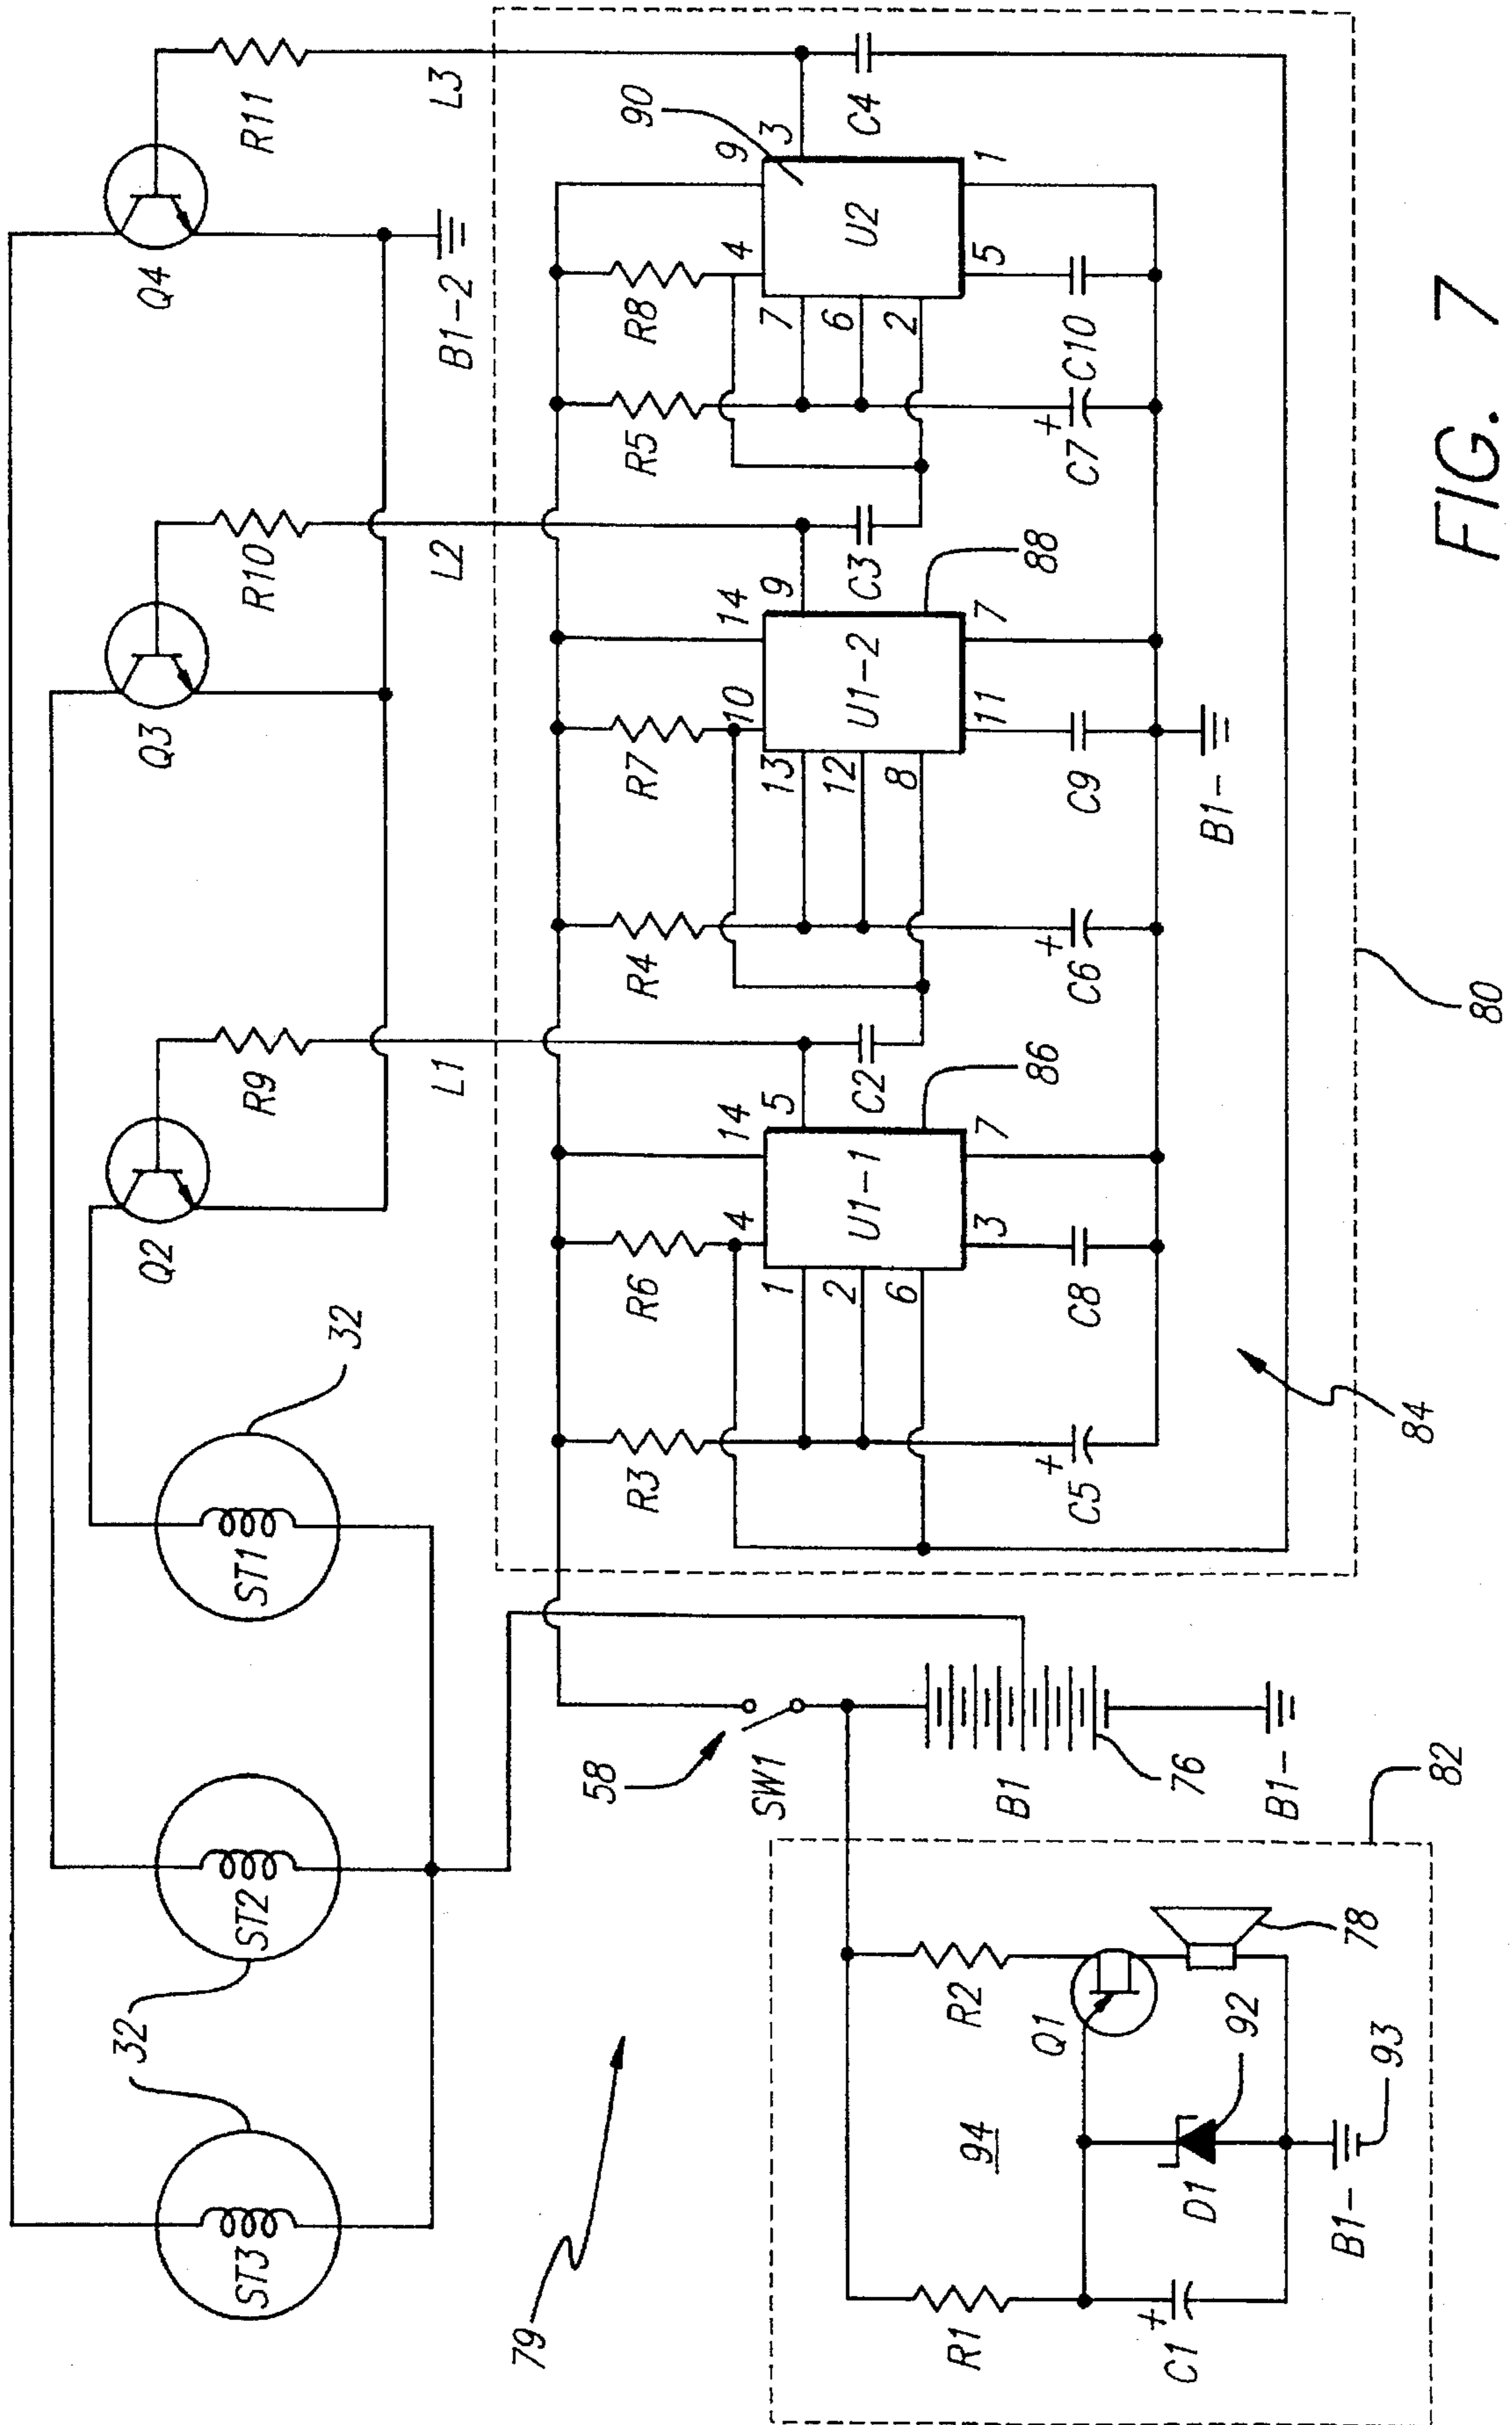 ST3
ST2
ST1
32
32
Q2
Q3
Q4
R9
R10
R11
L1
L2
L3
B1-2
79
58
SW1
B1
76
B1-
R3
R6
R4
R7
R5
R8
4
14
10
14
4
9
1
2
6
5
13
12
8
9
7
6
2
3
U1-1
U1-2
U2
90
3
7
11
7
5
1
C2
C3
C4
86
88
C5
C8
C6
C9
C7
C10
+
+
+
B1-
84
80
82
R1
R2
Q1
94
D1
92
C1
+
78
B1-
93
FIG. 7